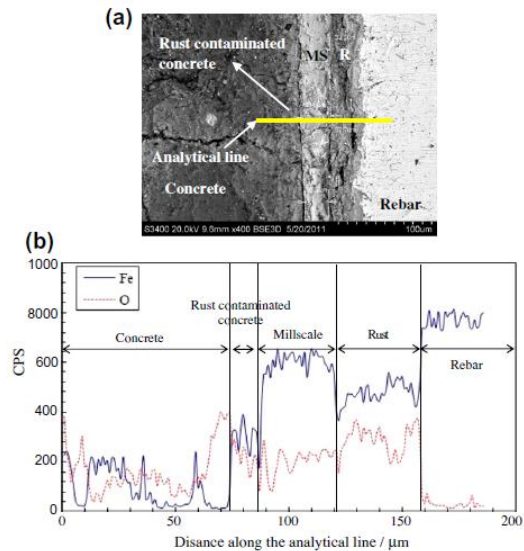 (a)
Rust contaminated
concrete
MS
R
Analytical line
Concrete
Rebar
S3400 20.0kV 9.6mm x400 BSE3D 5/20/2011
100um
(b)
1000
8000
600
400
200
0
CPS
Fe
O
Concrete
Rust contaminated
concrete
Millscale
Rust
Rebar
0
50
100
150
200
Disance along the analytical line / μm